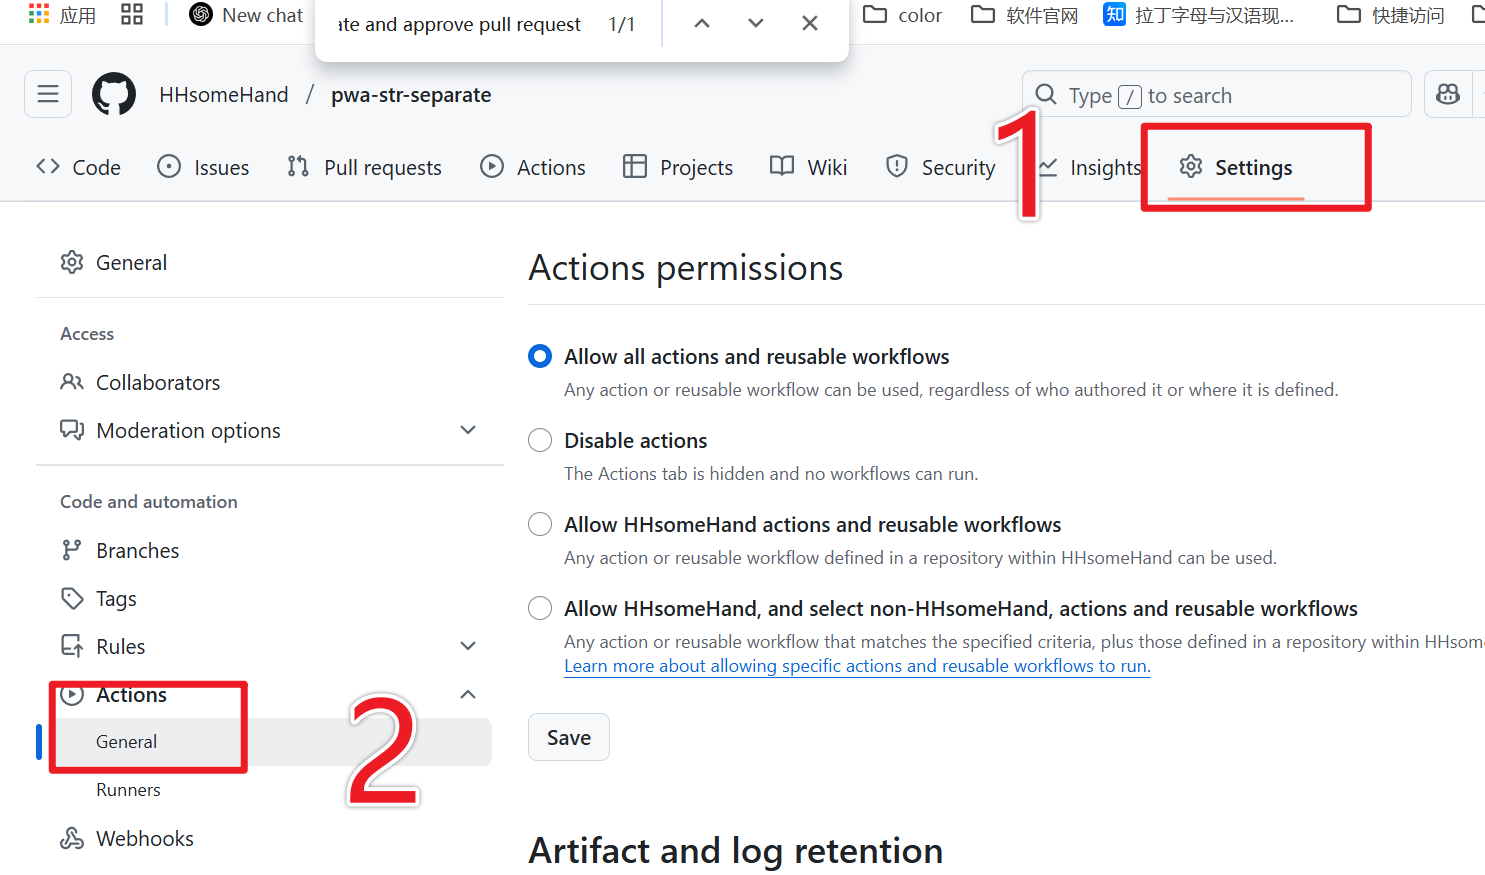 应用
New chat
ate and approve pull request 1/1
color
软件官网
知 拉丁字母与汉语现...
快捷访问
HHsomeHand / pwa-str-separate
Type / to search
Code
Issues
Pull requests
Actions
Projects
Wiki
Security
1
Insights
Settings
General
Access
Collaborators
Moderation options
Code and automation
Branches
Tags
Rules
Actions
General
2
Runners
Webhooks
Actions permissions
Allow all actions and reusable workflows
Any action or reusable workflow can be used, regardless of who authored it or where it is defined.
Disable actions
The Actions tab is hidden and no workflows can run.
Allow HHsomeHand actions and reusable workflows
Any action or reusable workflow defined in a repository within HHsomeHand can be used.
Allow HHsomeHand, and select non-HHsomeHand, actions and reusable workflows
Any action or reusable workflow that matches the specified criteria, plus those defined in a repository within HHsome
Learn more about allowing specific actions and reusable workflows to run.
Save
Artifact and log retention